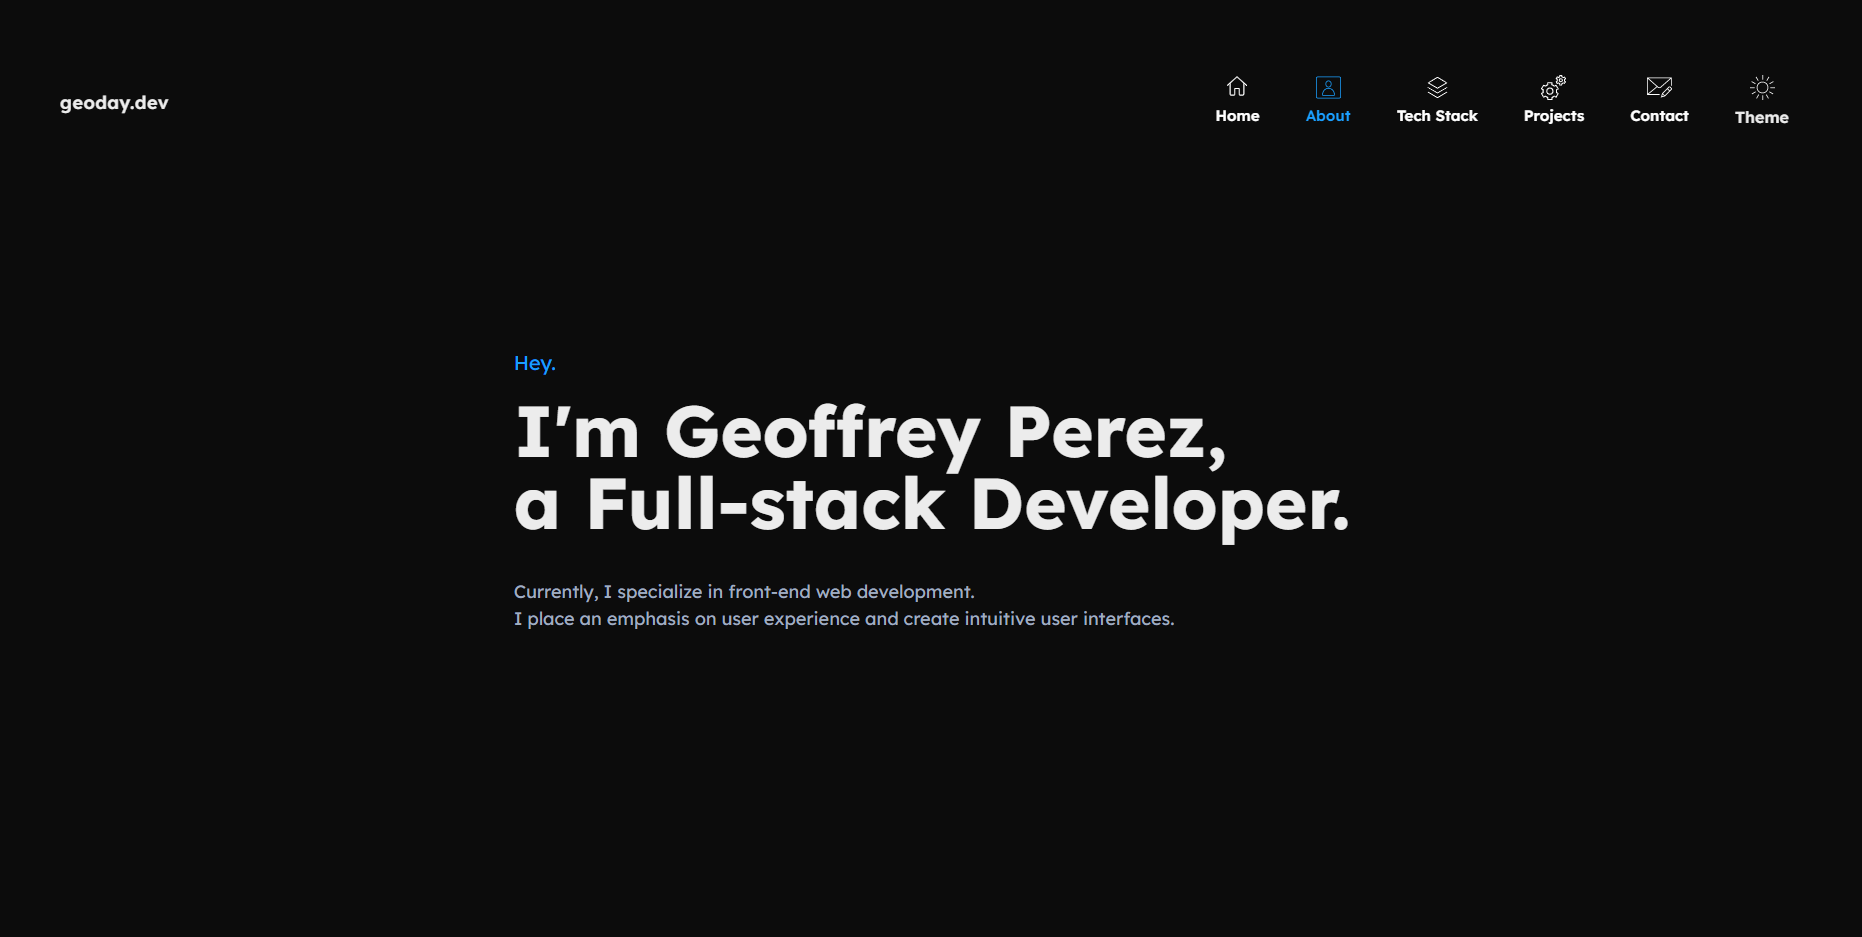 geoday.dev
Home
About
Tech Stack
Projects
Contact
Theme
Hey.
I'm Geoffrey Perez,
a Full-stack Developer.
Currently, I specialize in front-end web development.
I place an emphasis on user experience and create intuitive user interfaces.